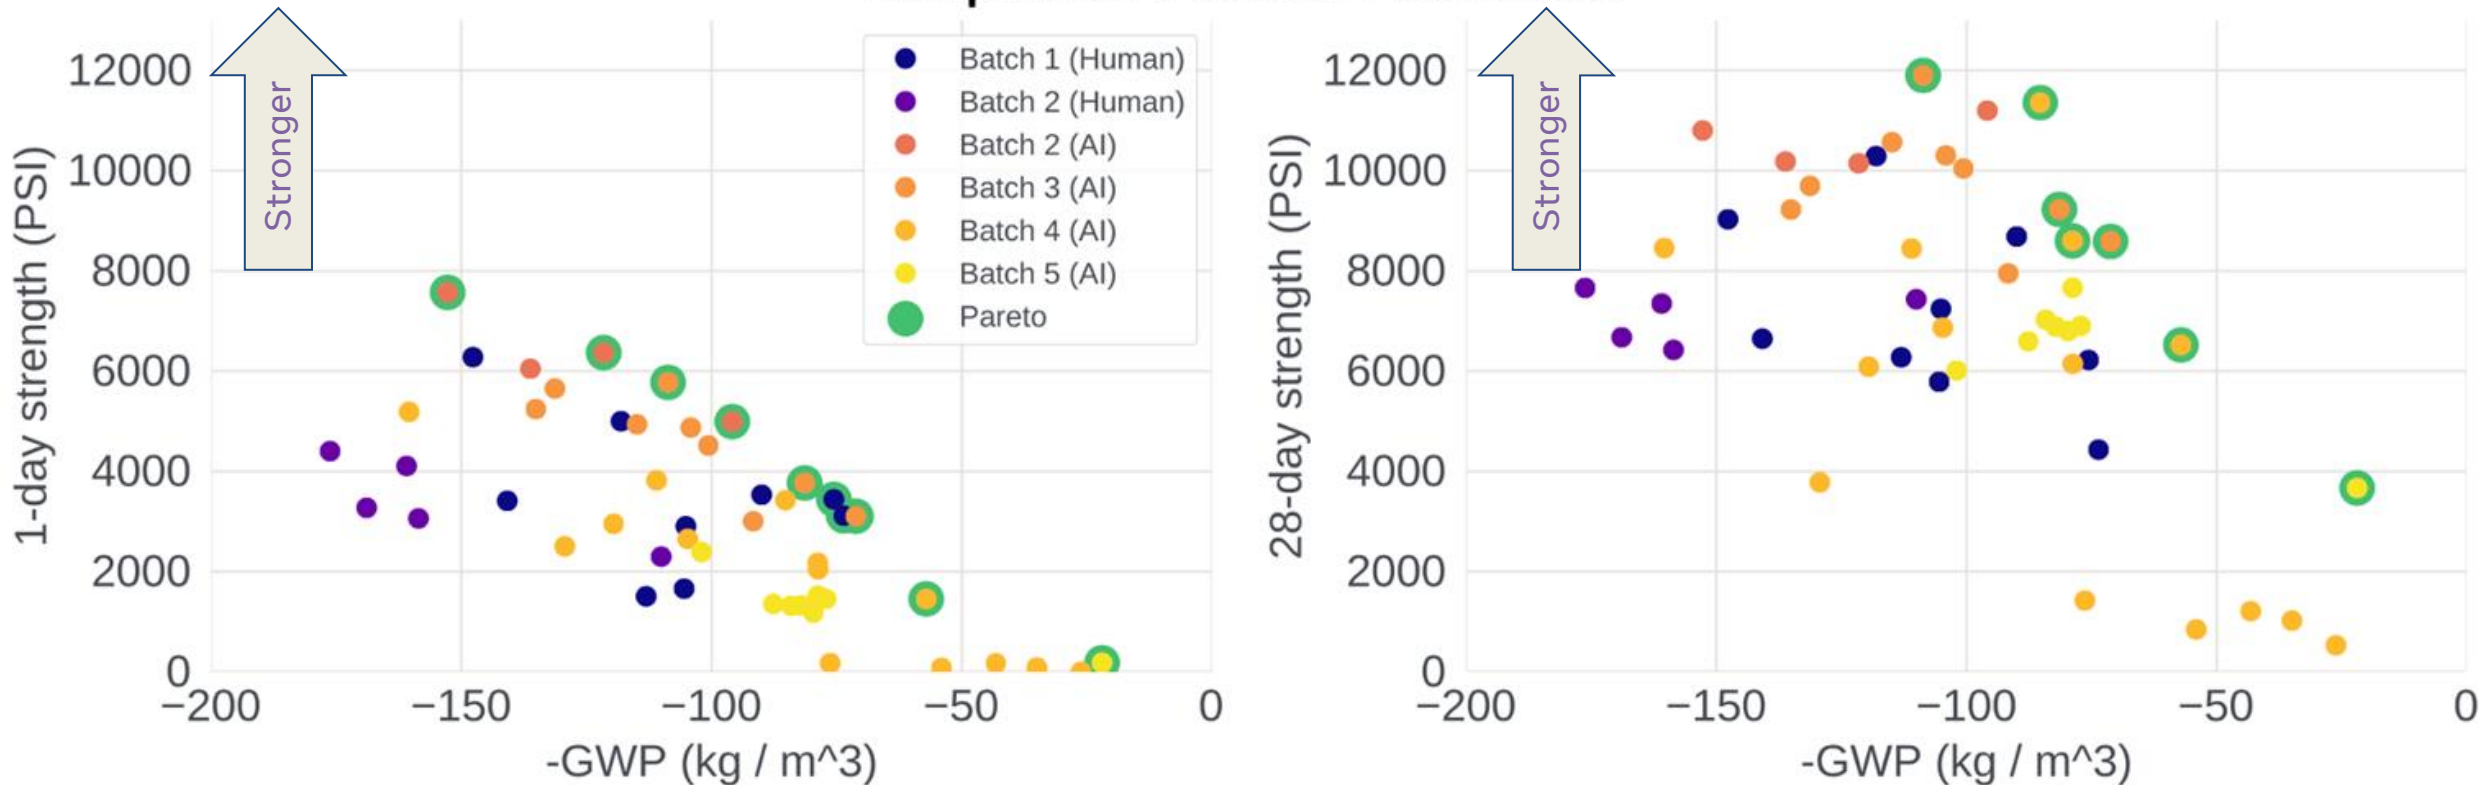 Stronger
12000
10000
8000
6000
4000
2000
0
1-day strength (PSI)
−200 −150 −100 −50 0
-GWP (kg / m^3)
Batch 1 (Human)
Batch 2 (Human)
Batch 2 (AI)
Batch 3 (AI)
Batch 4 (AI)
Batch 5 (AI)
Pareto
Stronger
12000
10000
8000
6000
4000
2000
0
28-day strength (PSI)
−200 −150 −100 −50 0
-GWP (kg / m^3)